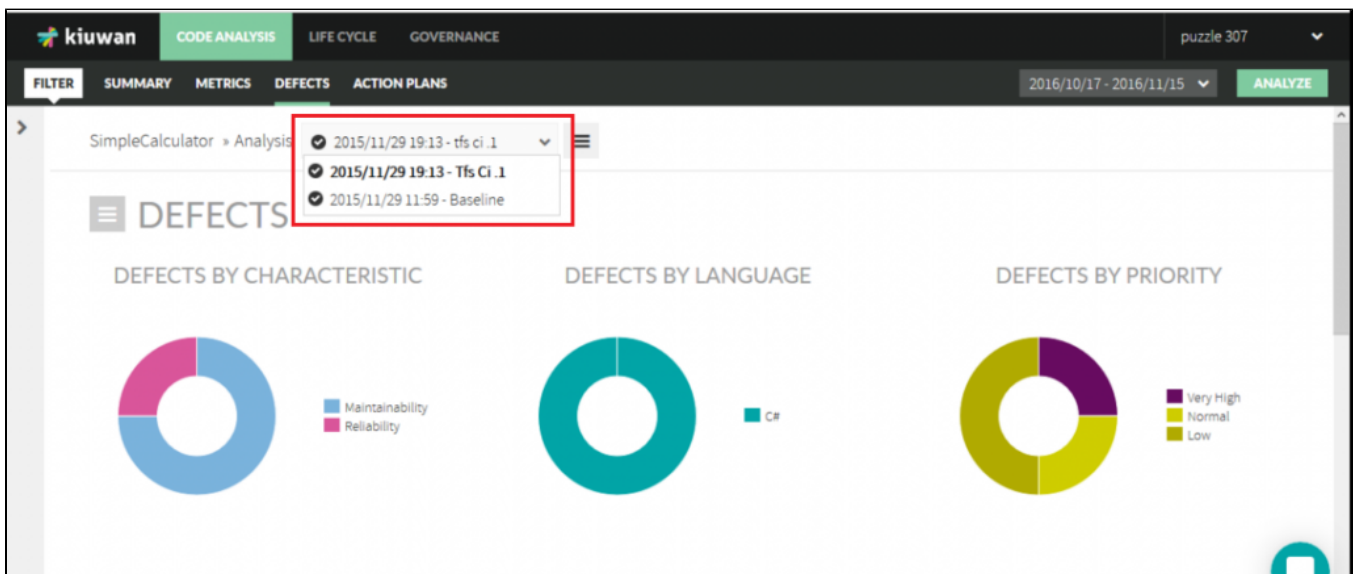 kiuwan CODE ANALYSIS LIFE CYCLE GOVERNANCE puzzle 307
FILTER SUMMARY METRICS DEFECTS ACTION PLANS 2016/10/17 - 2016/11/15 ANALYZE
SimpleCalculator » Analysis 2015/11/29 19:13 - tfs ci .1
2015/11/29 19:13 - Tfs Ci .1
2015/11/29 11:59 - Baseline
DEFECTS
DEFECTS BY CHARACTERISTIC DEFECTS BY LANGUAGE DEFECTS BY PRIORITY
Maintainability
Reliability
C#
Very High
Normal
Low